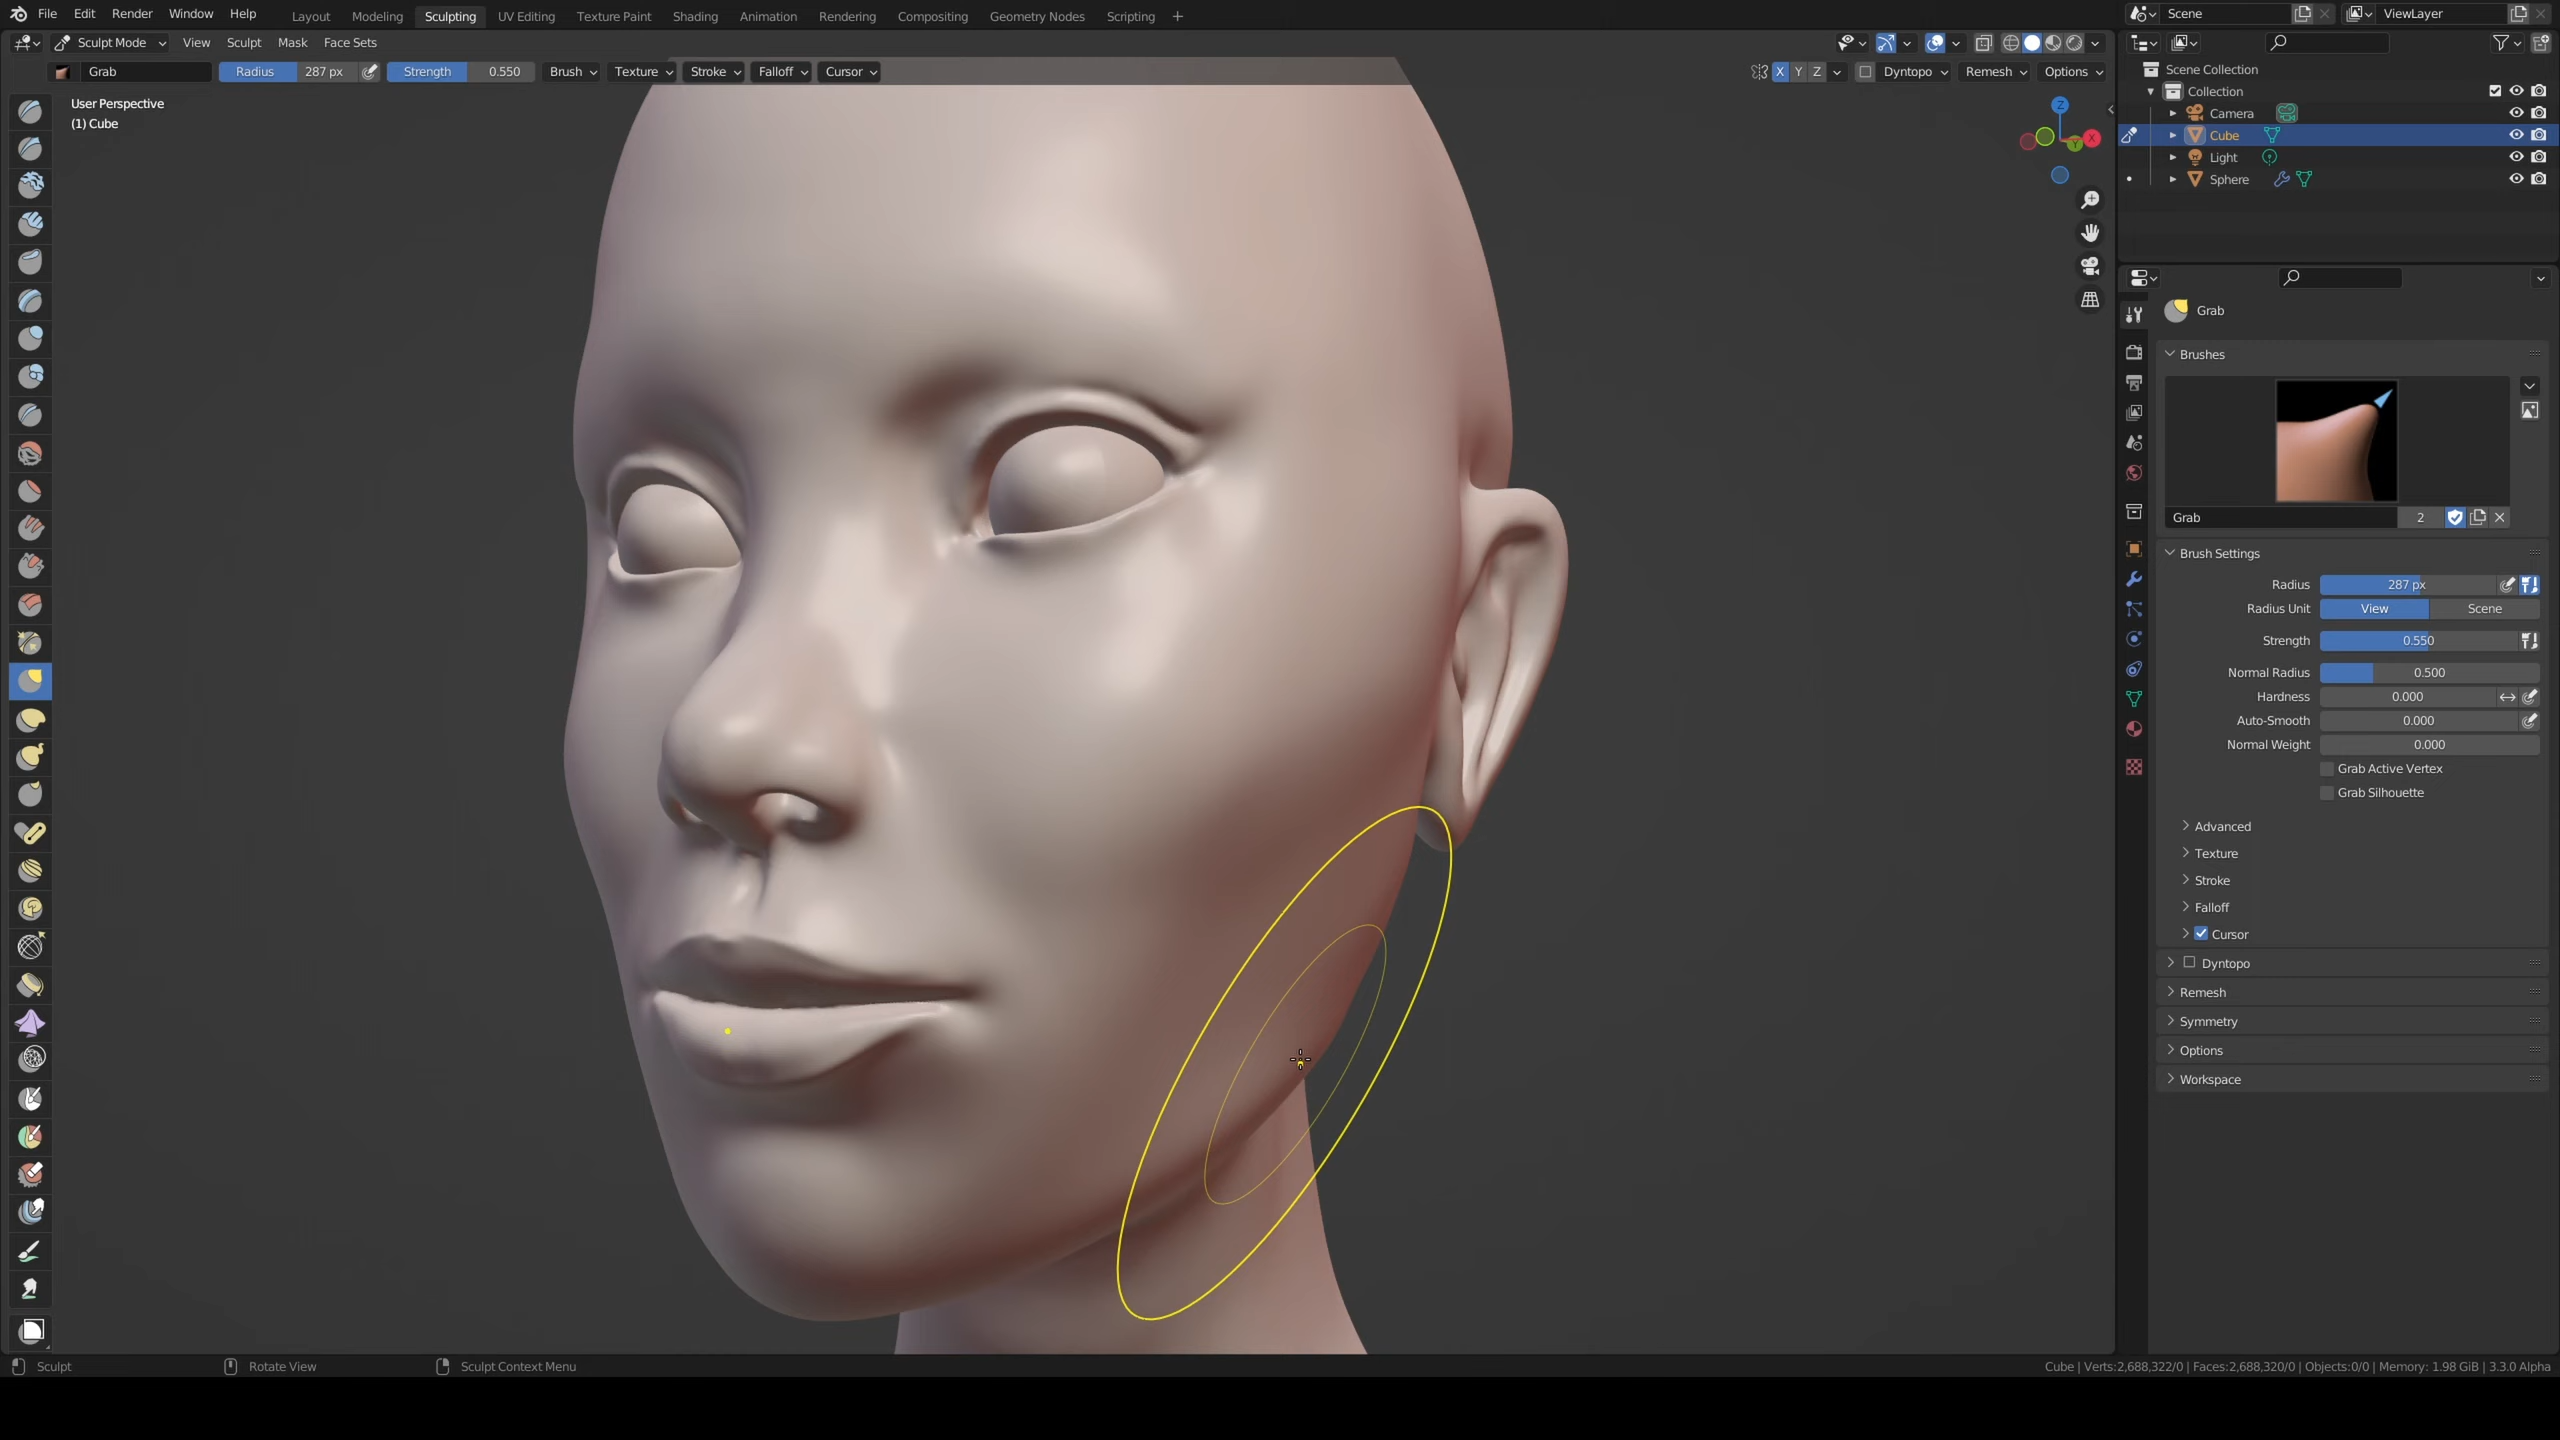 File Edit Render Window Help Layout Modeling Sculpting UV Editing Texture Paint Shading Animation Rendering Compositing Geometry Nodes Scripting + Scene ViewLayer
Sculpt Mode View Sculpt Mask Face Sets
Grab Radius 287 px Strength 0.550 Brush Texture Stroke Falloff Cursor X Y Z Dyntopo Remesh Options
User Perspective
(1) Cube
Z
X
Y
Scene Collection
Collection
Camera
Cube
Light
Sphere
Grab
Brushes
Grab 2
Brush Settings
Radius 287 px
Radius Unit View Scene
Strength 0.550
Normal Radius 0.500
Hardness 0.000
Auto-Smooth 0.000
Normal Weight 0.000
Grab Active Vertex
Grab Silhouette
Advanced
Texture
Stroke
Falloff
Cursor
Dyntopo
Remesh
Symmetry
Options
Workspace
Sculpt Rotate View Sculpt Context Menu Cube | Verts:2,688,322/0 | Faces:2,688,320/0 | Objects:0/0 | Memory: 1.98 GiB | 3.3.0 Alpha